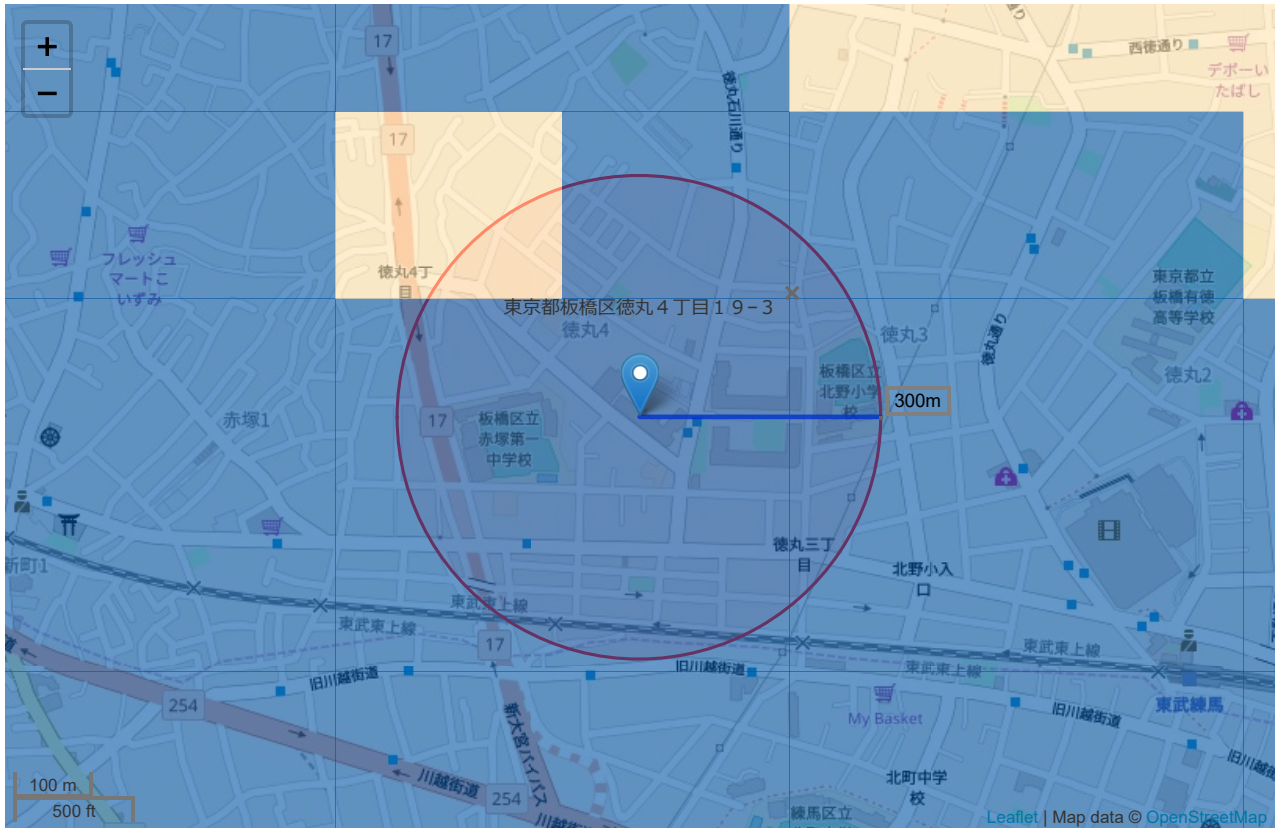 +
−
17
西徳通り
デポーい
たばし
徳丸石川通り
17
フレッシュ
マートこ
いずみ
徳丸4丁
目
東京都板橋区徳丸4丁目19−3
徳丸4
徳丸3
徳丸通り
東京都立
板橋有徳
高等学校
徳丸2
板橋区立
北野小学
校
300m
赤塚1
17
板橋区立
赤塚第一
中学校
徳丸三丁
目
北野小入
口
新町1
東武東上線
東武東上線
17
東武東上線
東武東上線
旧川越街道
旧川越街道
254
新大宮バイパス
My Basket
旧川越街道
東武練馬
旧川越街
川越街道
254
川越街
北町中学
校
練馬区立
100 m
500 ft
Leaflet | Map data © OpenStreetMap